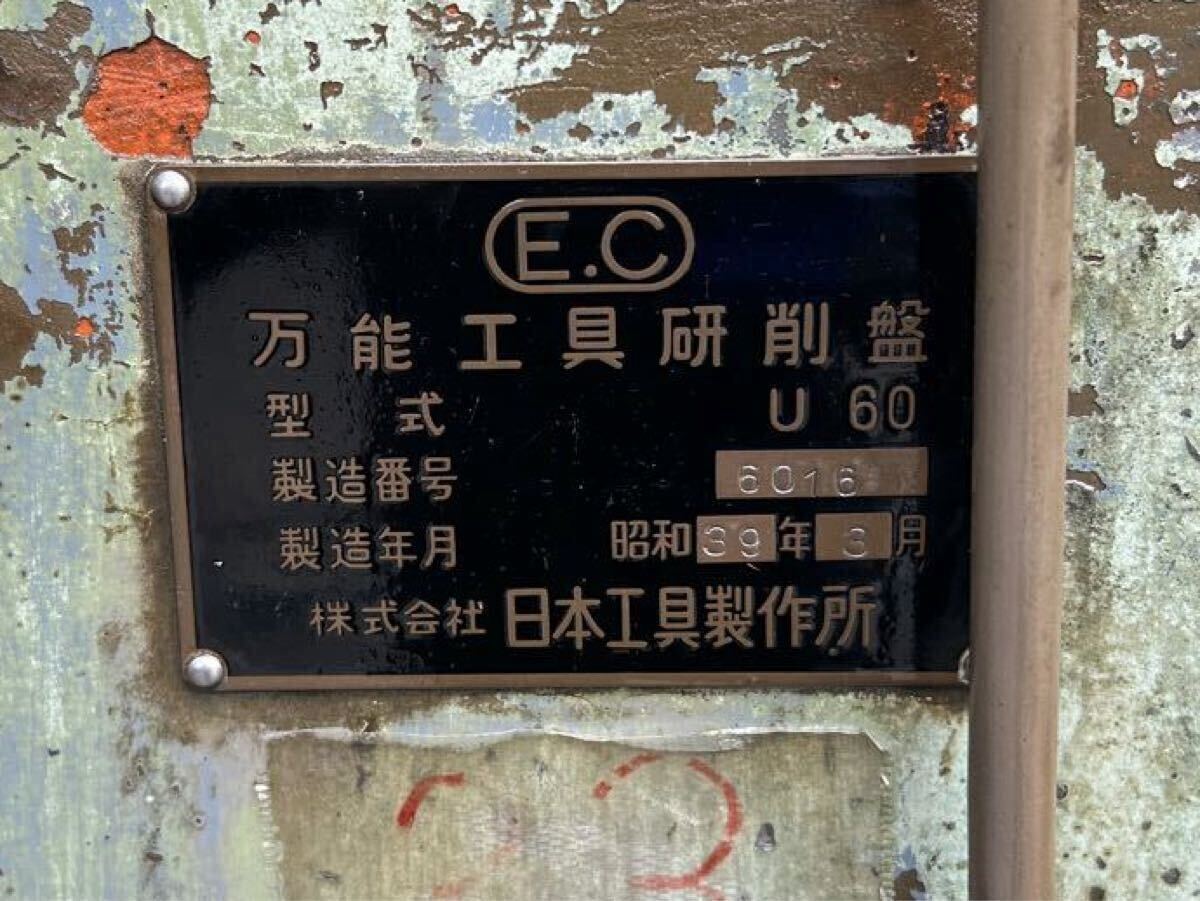 E.C
万能工具研削盤
型式 U 60
製造番号 6016
製造年月 昭和39年3月
株式会社 日本工具製作所